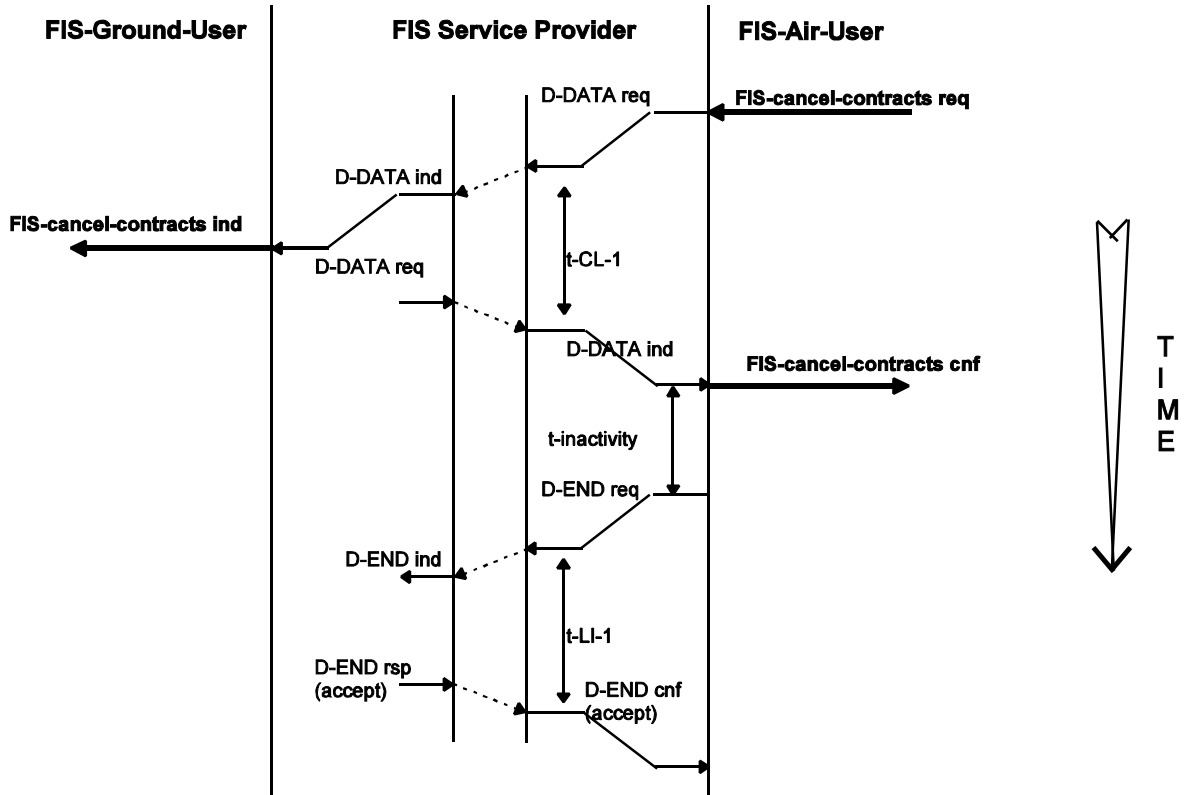 FIS-Ground-User
FIS Service Provider
FIS-Air-User
D-DATA req
FIS-cancel-contracts req
D-DATA ind
FIS-cancel-contracts ind
t-CL-1
D-DATA req
D-DATA ind
FIS-cancel-contracts cnf
T
I
M
E
t-inactivity
D-END req
D-END ind
t-LI-1
D-END rsp
(accept)
D-END cnf
(accept)